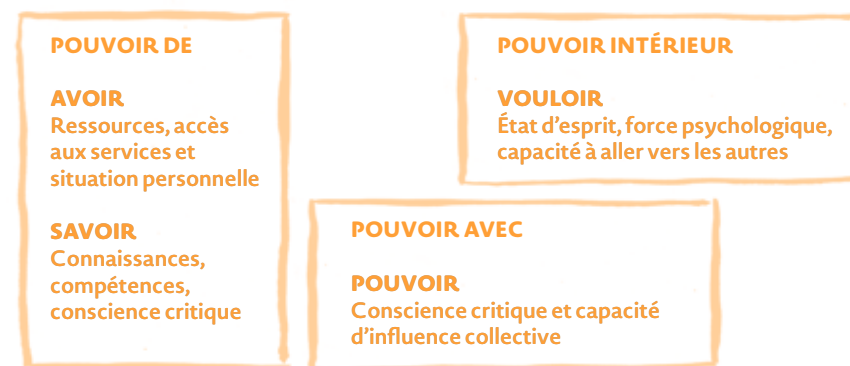 POUVOIR DE
AVOIR
Ressources, accès
aux services et
situation personnelle
SAVOIR
Connaissances,
compétences,
conscience critique
POUVOIR INTÉRIEUR
VOULOIR
État d’esprit, force psychologique,
capacité à aller vers les autres
POUVOIR AVEC
POUVOIR
Conscience critique et capacité
d’influence collective